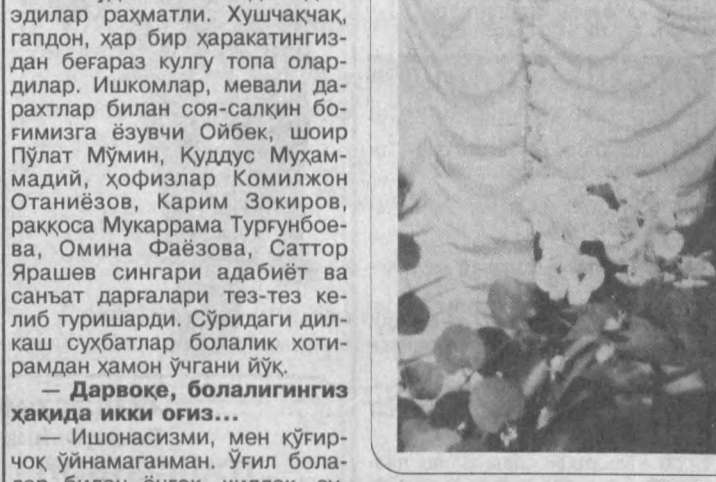 эдилар раҳматли. Хушчақчақ,
гапдон, ҳар бир ҳаракатингиз-
дан беғараз кулгу топа олар-
дилар. Ишкомлар, мевали да-
рахтлар билан соя-салқин бо-
ғимизга ёзувчи Ойбек, шоир
Пўлат Мўмин, Қуддус Муҳам-
мадий, ҳофизлар Комилжон
Отаниёзов, Карим Зокиров,
раққоса Мукаррама Турғунбое-
ва, Омина Фаёзова, Саттор
Ярашев сингари адабиёт ва
санъат дарғалари тез-тез ке-
либ туришарди. Сўридаги дил-
каш суҳбатлар болалик хоти-
рамдан ҳамон ўчгани йўқ.
— Дарвоқе, болалигингиз
ҳақида икки оғиз...
— Ишонасизми, мен қўғир-
чоқ ўйнамаганман. Ўғил бола-